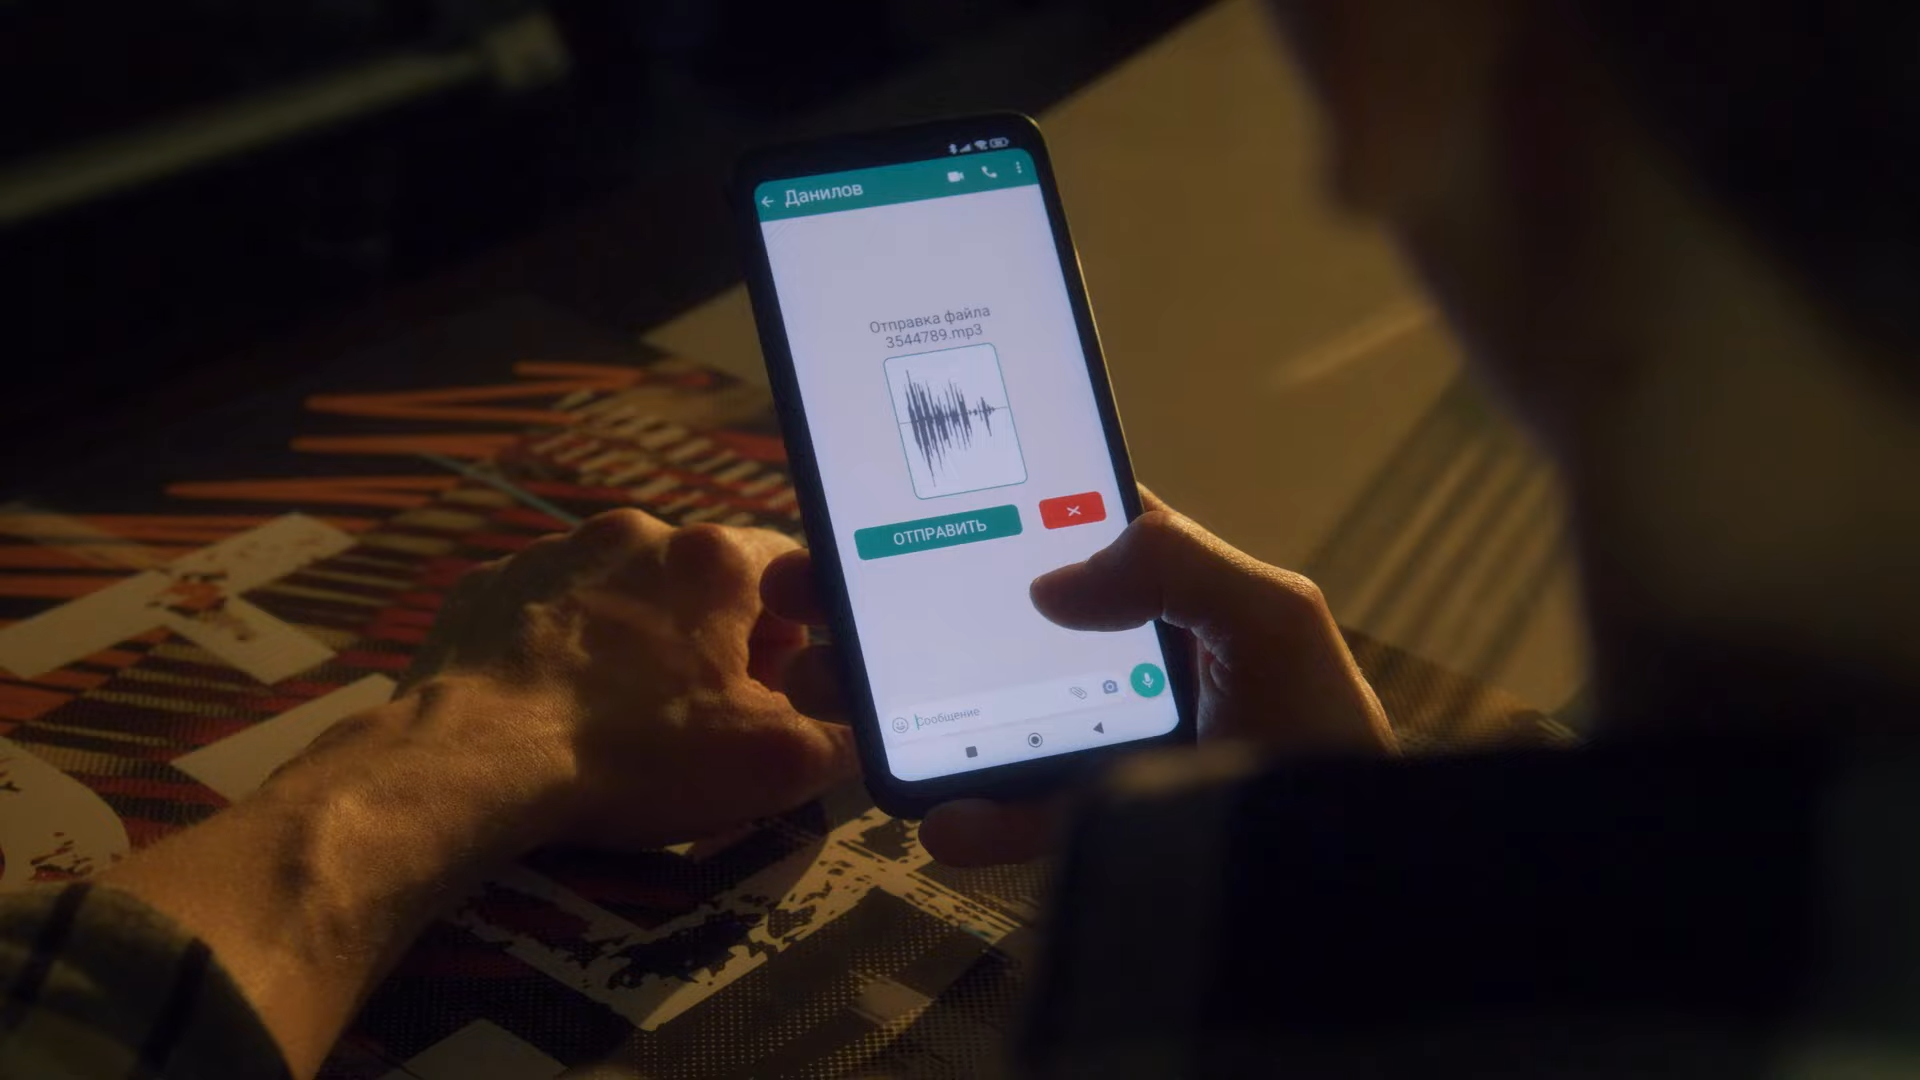 Данилов
Отправка файла
3544789.mp3
ОТПРАВИТЬ
Сообщение